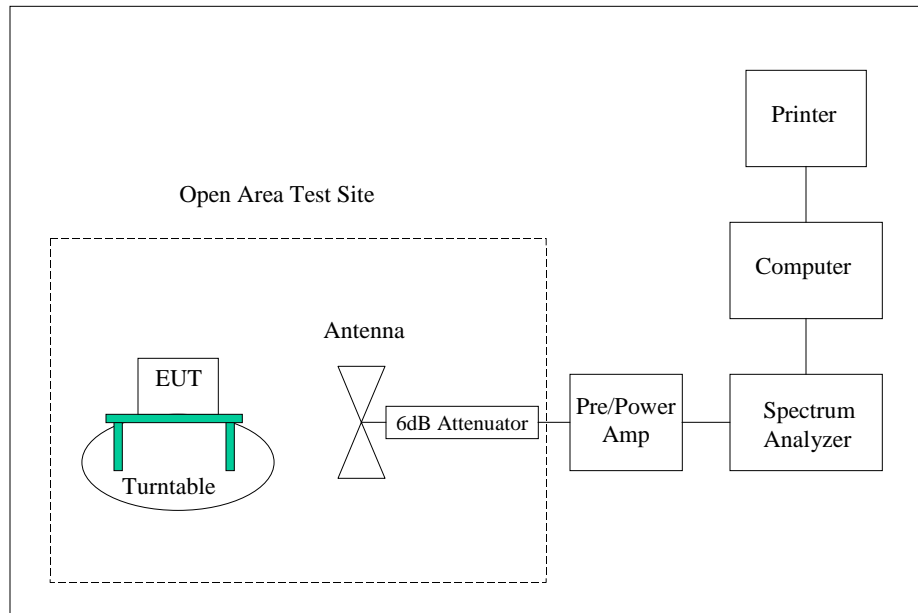 Printer
Open Area Test Site
Computer
Antenna
EUT
6dB Attenuator
Pre/Power
Amp
Spectrum
Analyzer
Turntable